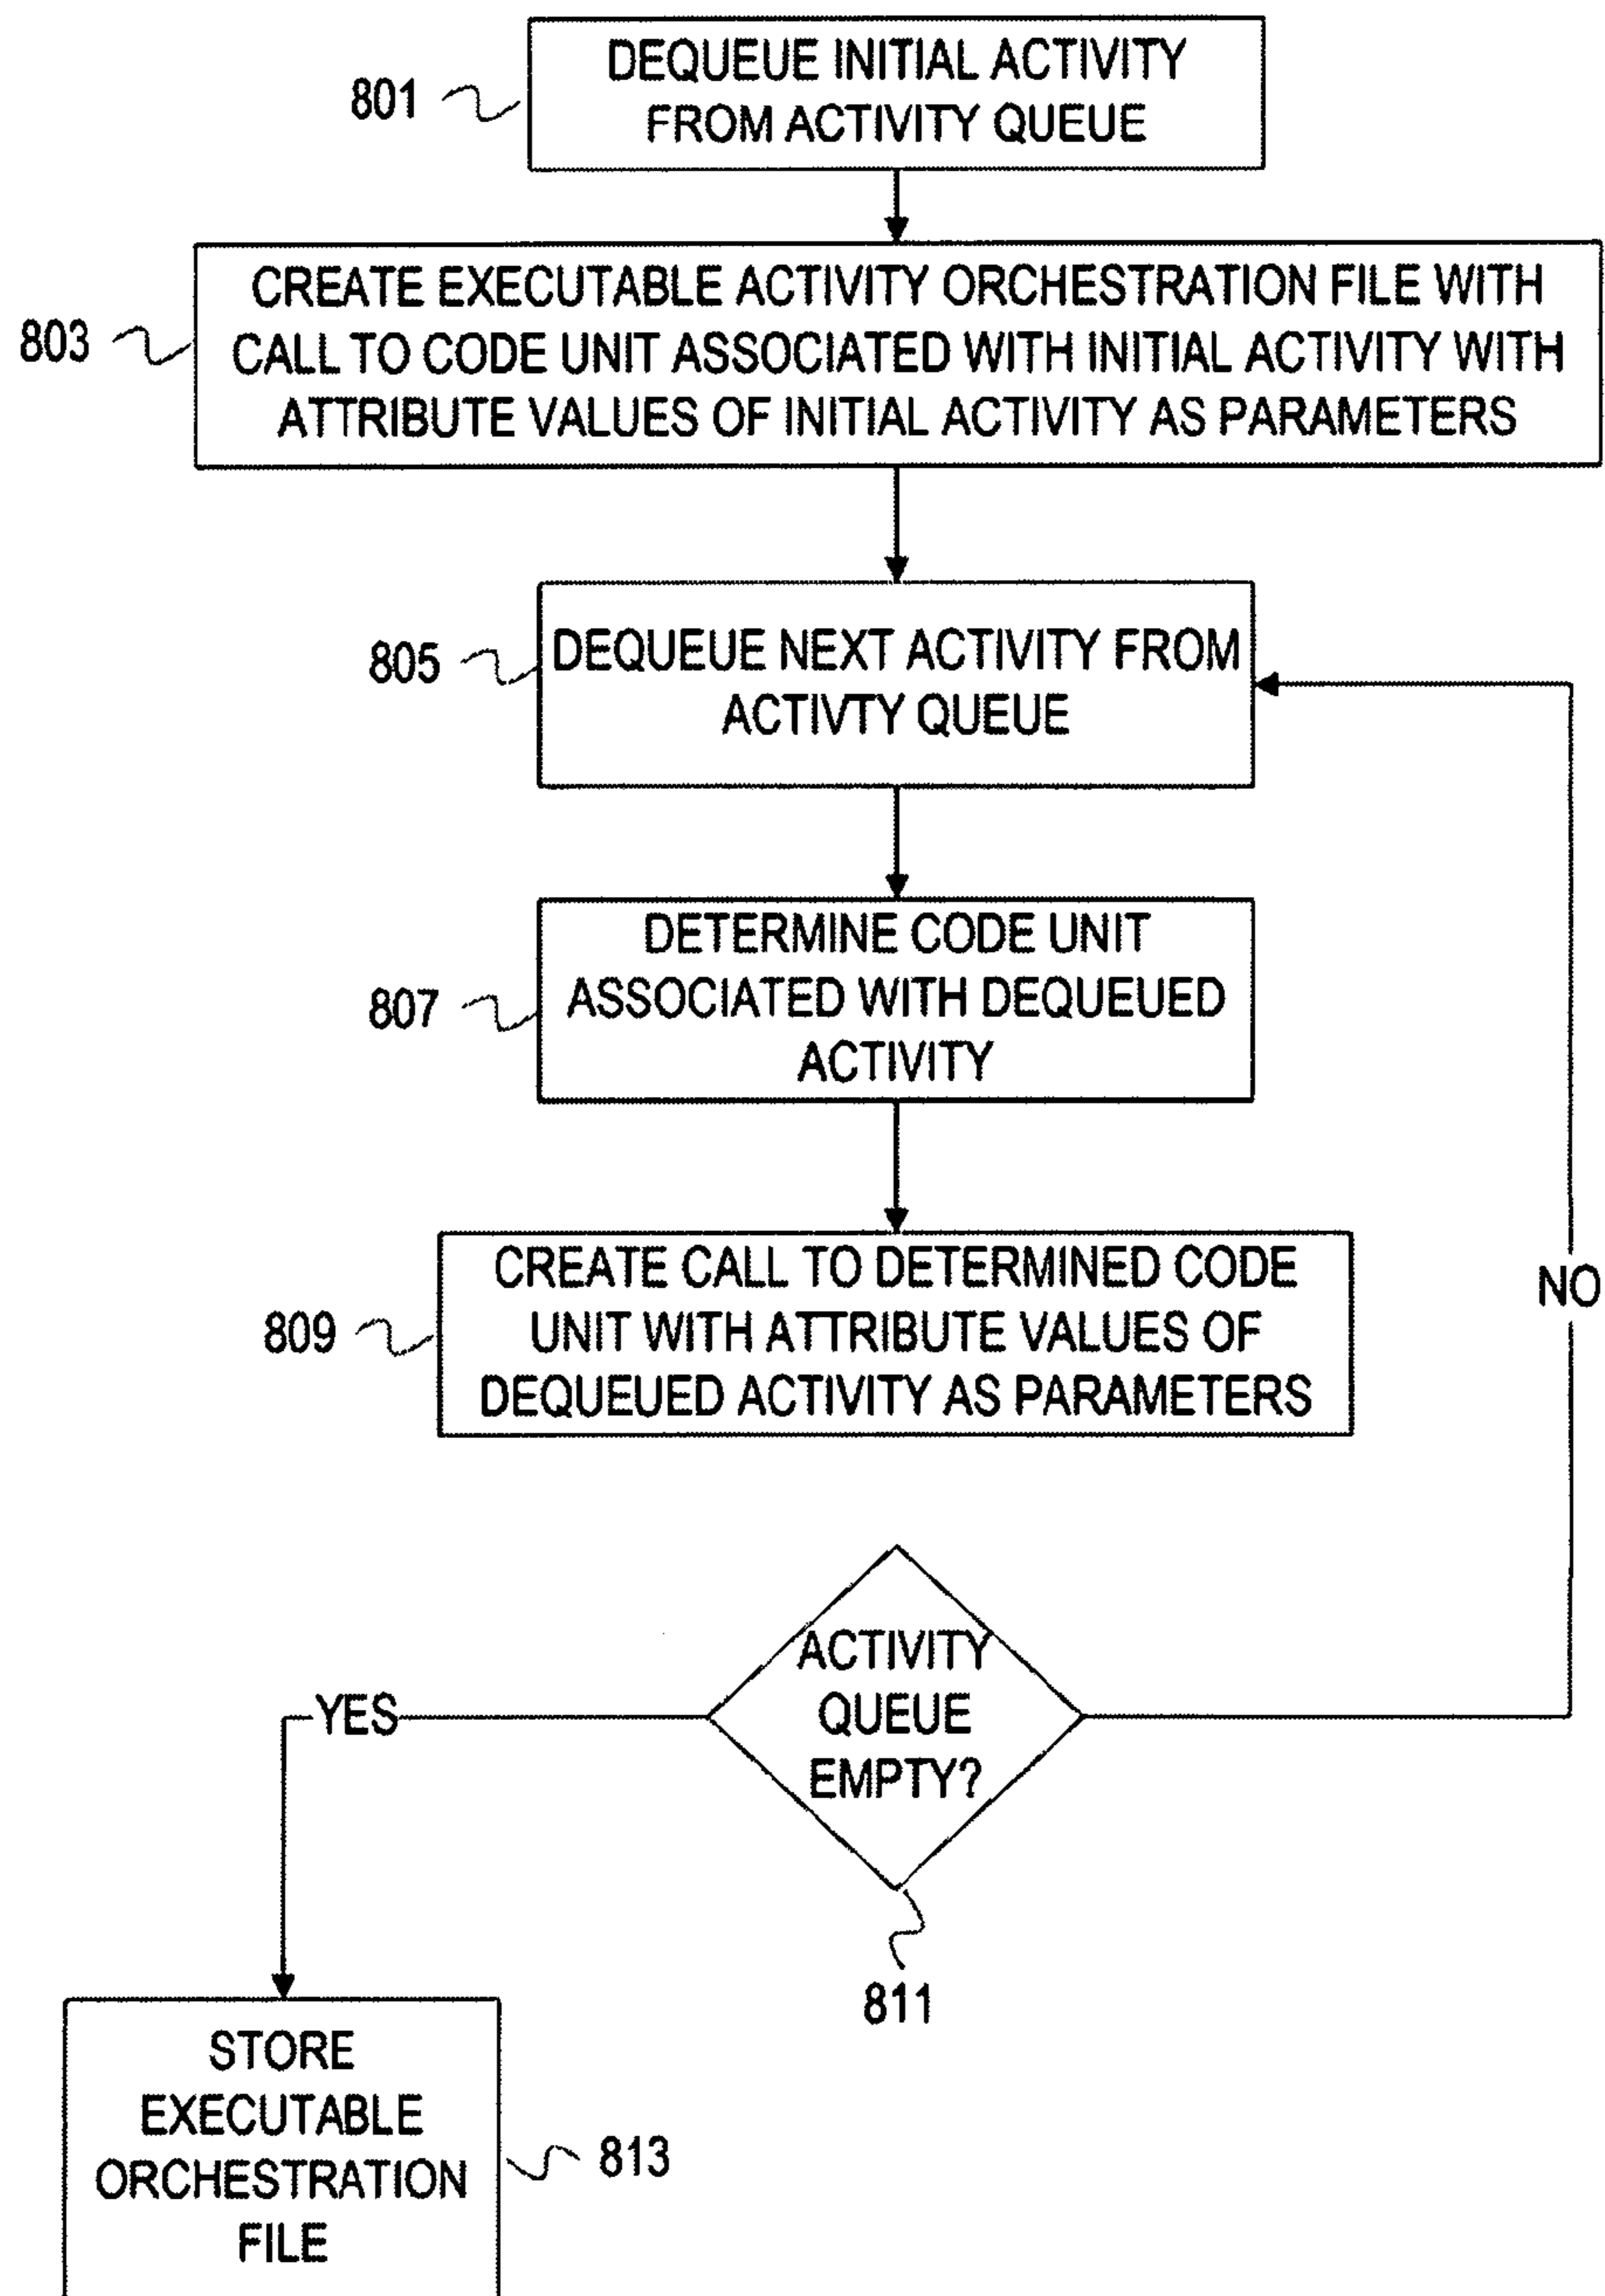 DEQUEUE INITIAL ACTIVITY
FROM ACTIVITY QUEUE
801
CREATE EXECUTABLE ACTIVITY ORCHESTRATION FILE WITH
CALL TO CODE UNIT ASSOCIATED WITH INITIAL ACTIVITY WITH
ATTRIBUTE VALUES OF INITIAL ACTIVITY AS PARAMETERS
803
DEQUEUE NEXT ACTIVITY FROM
ACTIVTY QUEUE
805
DETERMINE CODE UNIT
ASSOCIATED WITH DEQUEUED
ACTIVITY
807
CREATE CALL TO DETERMINED CODE
UNIT WITH ATTRIBUTE VALUES OF
DEQUEUED ACTIVITY AS PARAMETERS
809
NO
ACTIVITY
QUEUE
EMPTY?
YES
811
STORE
EXECUTABLE
ORCHESTRATION
FILE
813